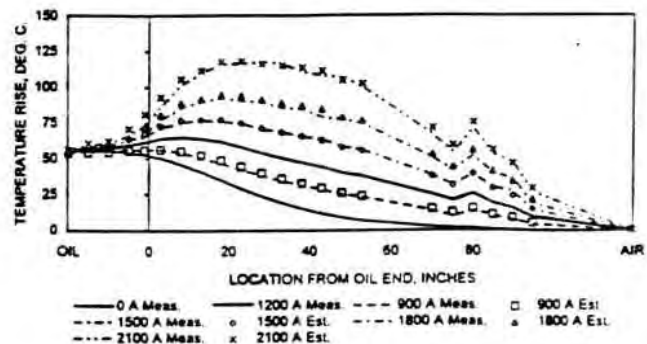 TEMPERATURE RISE, DEG. C.
150
125
100
75
50
25
0
OIL 0 20 40 60 80 AIR
LOCATION FROM OIL END, INCHES
0 A Meas. 1200 A Meas. 900 A Meas. 900 A Est.
1500 A Meas. 1500 A Est. 1800 A Meas. 1800 A Est.
2100 A Meas. 2100 A Est.